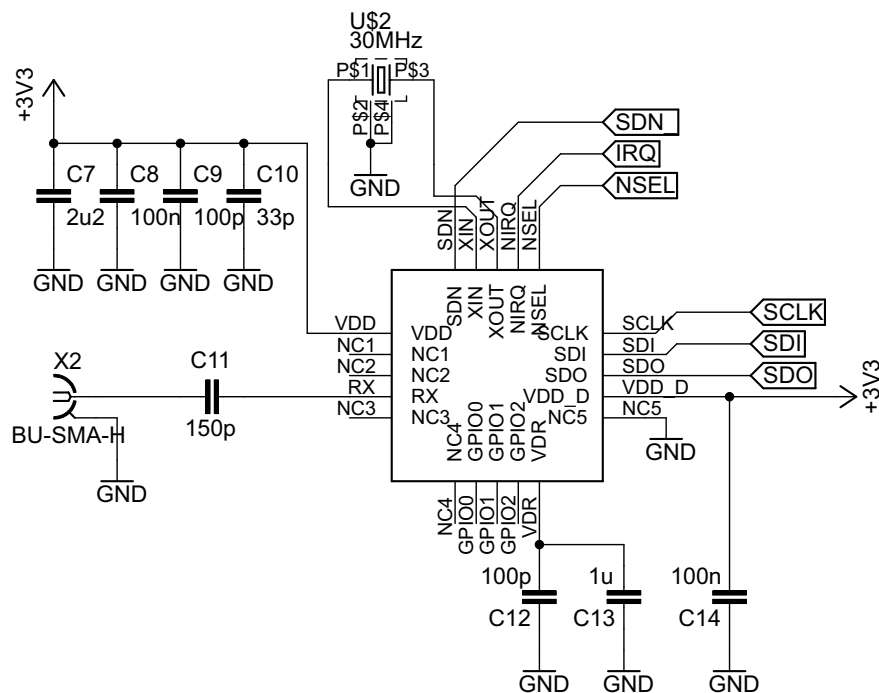 U$2
30MHz
P$1
P$3
P$2
P$4
GND
+3V3
C7
2u2
C8
100n
C9
100p
C10
33p
GND
GND
GND
GND
SDN
IRQ
NSEL
SDN
XIN
XOUT
NIRQ
NSEL
SDN
XIN
XOUT
NIRQ
NSEL
VDD
NC1
NC2
RX
NC3
VDD
NC1
NC2
RX
NC3
SCLK
SDI
SDO
VDD_D
NC5
SCLK
SDI
SDO
VDD_D
NC5
SCLK
SDI
SDO
+3V3
GND
X2
BU-SMA-H
GND
C11
150p
NC4
GPIO0
GPIO1
GPIO2
VDR
NC4
GPIO0
GPIO1
GPIO2
VDR
100p
C12
1u
C13
100n
C14
GND
GND
GND